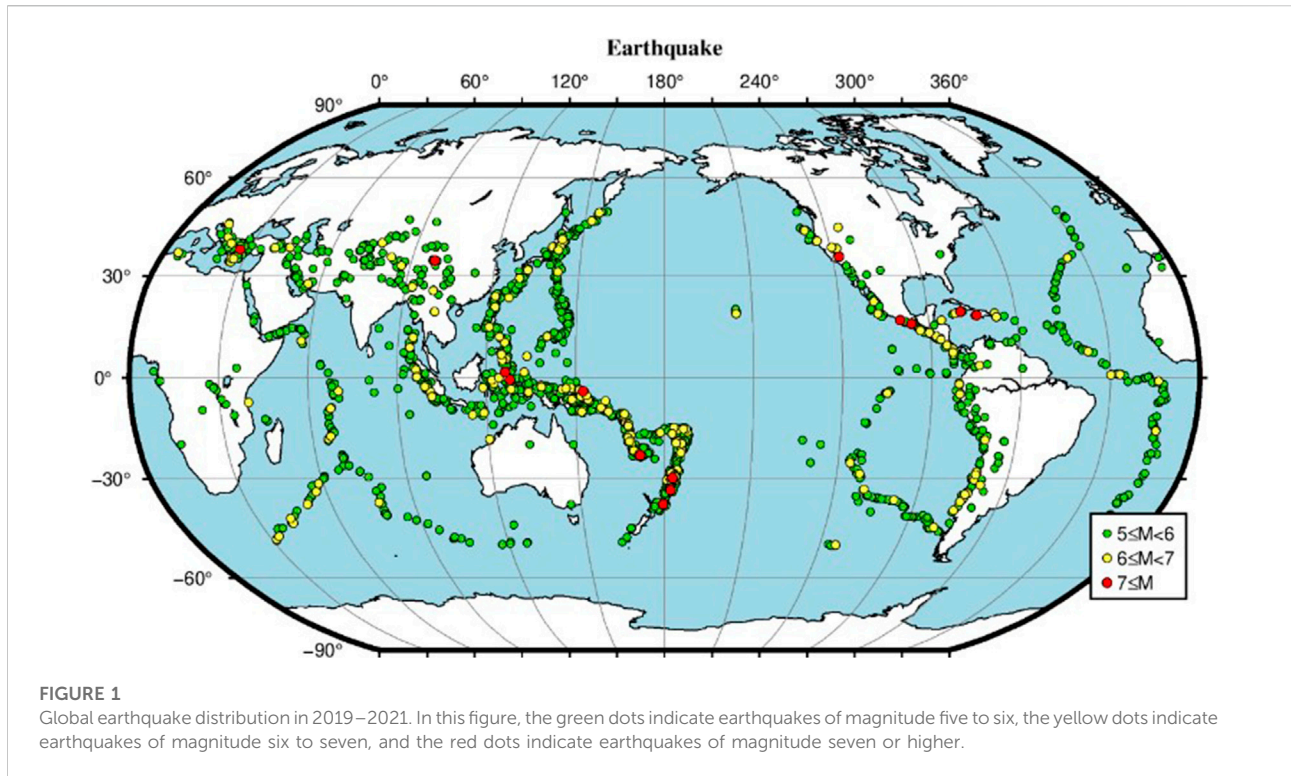 Earthquake
0° 60° 120° 180° 240° 300° 360°
90°
60°
30°
0°
−30°
−60°
−90°
5≤M<6
6≤M<7
7≤M
FIGURE 1
Global earthquake distribution in 2019–2021. In this figure, the green dots indicate earthquakes of magnitude five to six, the yellow dots indicate
earthquakes of magnitude six to seven, and the red dots indicate earthquakes of magnitude seven or higher.